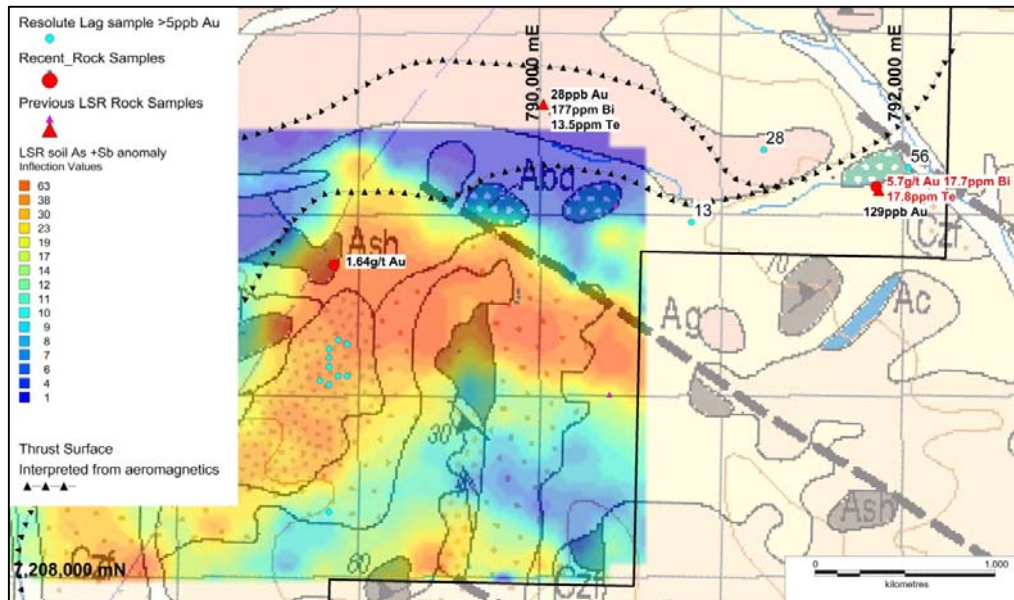 Resolute Lag sample >5ppb Au
Recent_Rock Samples
Previous LSR Rock Samples
LSR soil As +Sb anomaly
Inflection Values
63
38
30
23
19
17
14
12
11
10
9
8
7
6
4
1
Thrust Surface
Interpreted from aeromagnetics
790,000 mE
792,000 mE
28ppb Au
177ppm Bi
13.5ppm Te
28
56
13
5.7g/t Au 17.7ppm Bi
17.8ppm Te
129ppb Au
Abd
Czf
Ash
1.64g/t Au
70
Ag
Ac
30
Ash
60
Czf
Czf
7,208,000 mN
0
1.000
kilometres